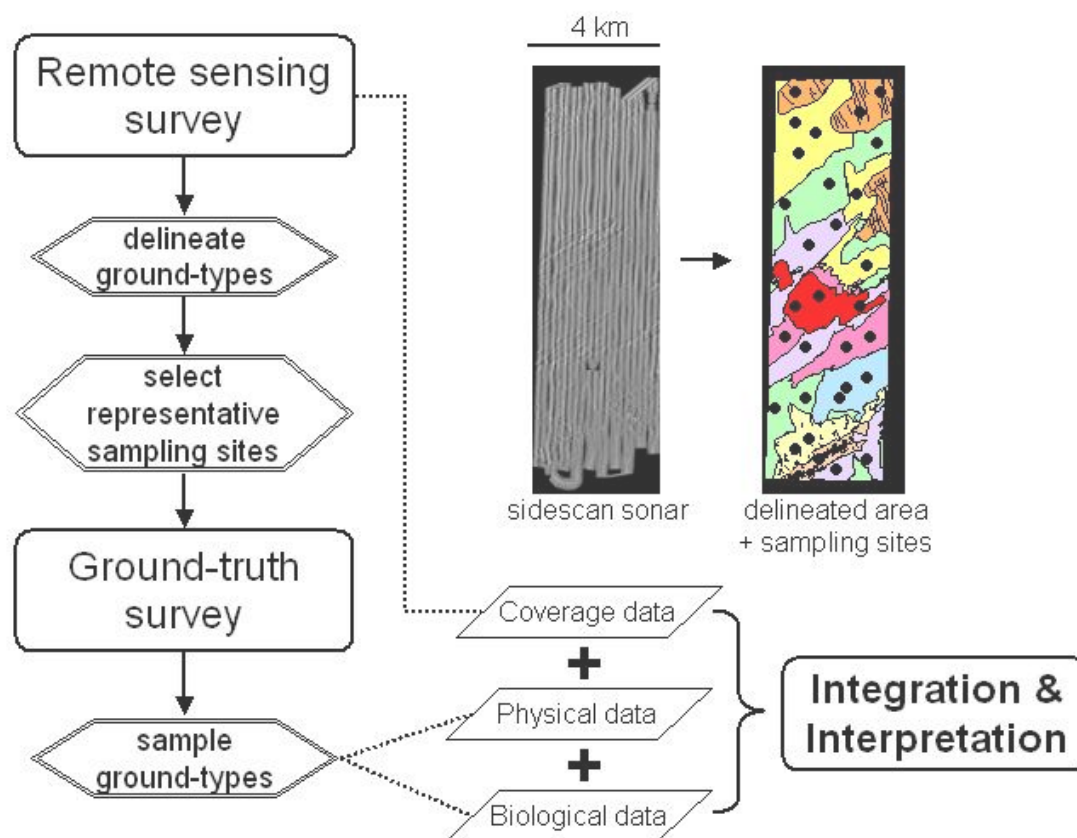 Remote sensing
survey
delineate
ground-types
select
representative
sampling sites
Ground-truth
survey
sample
ground-types
4 km
sidescan sonar
delineated area
+ sampling sites
Coverage data
+
Physical data
+
Biological data
Integration &
Interpretation